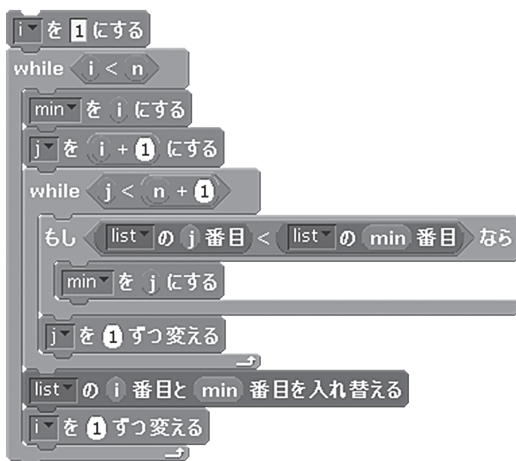 i を 1 にする
while i < n
min を i にする
j を i + 1 にする
while j < n + 1
もし list の j 番目 < list の min 番目 なら
min を j にする
j を 1 ずつ変える
list の i 番目と min 番目を入れ替える
i を 1 ずつ変える